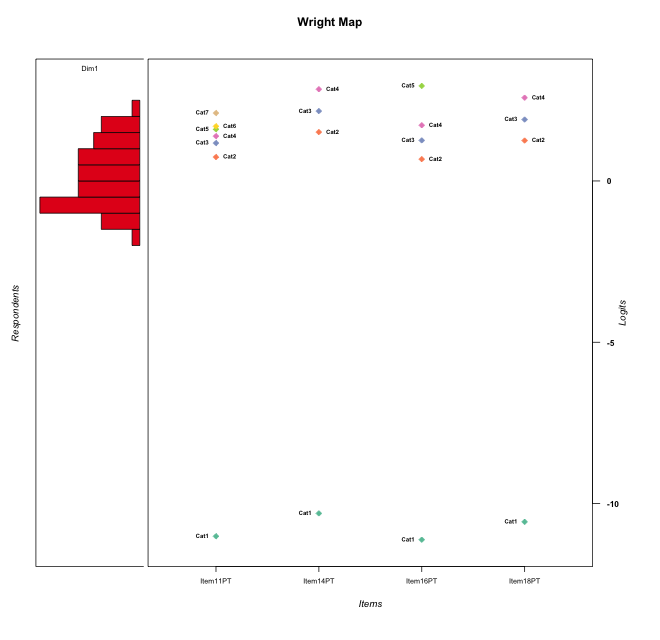 Wright Map
Dim1
Cat4
Cat5
Cat4
Cat7
Cat3
Cat3
Cat6
Cat5
Cat4
Cat2
Cat4
Cat3
Cat3
Cat2
Cat2
Cat2
0
Respondents
Logits
-5
-10
Cat1
Cat1
Cat1
Cat1
Item11PT
Item14PT
Item16PT
Item18PT
Items